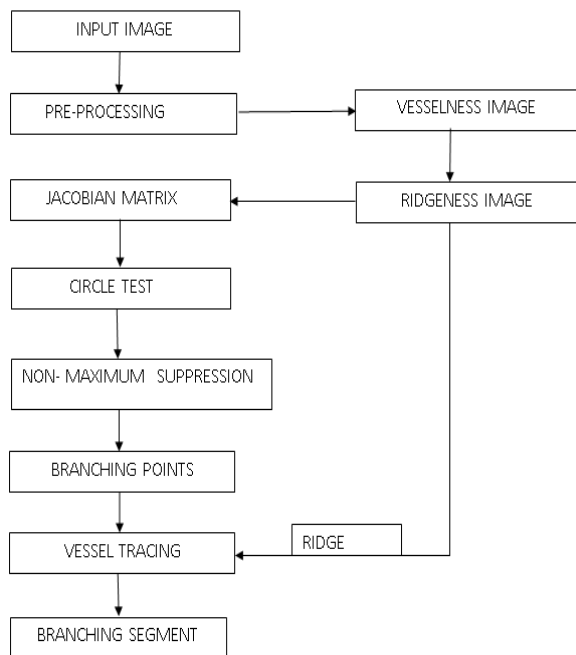 INPUT IMAGE
PRE-PROCESSING
VESSELNESS IMAGE
JACOBIAN MATRIX
RIDGENESS IMAGE
CIRCLE TEST
NON- MAXIMUM SUPPRESSION
BRANCHING POINTS
VESSEL TRACING
RIDGE
BRANCHING SEGMENT